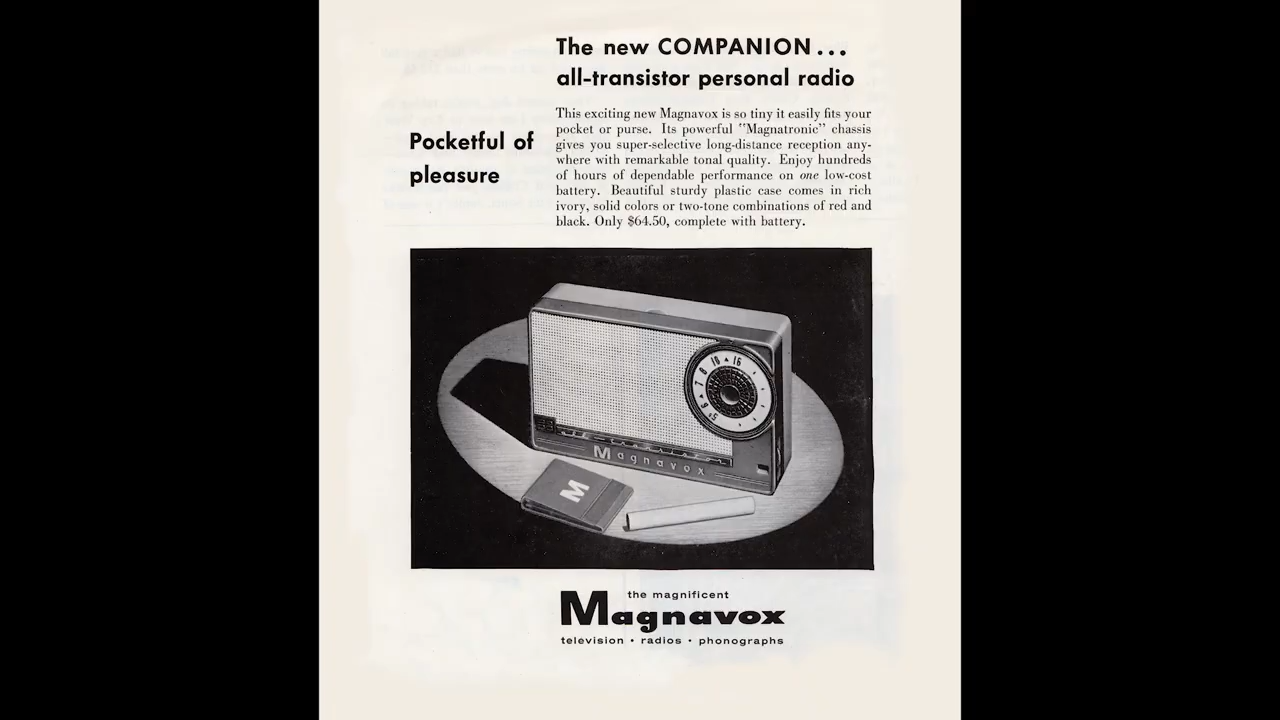 The new COMPANION...
all-transistor personal radio
Pocketful of
pleasure
This exciting new Magnavox is so tiny it easily fits your
pocket or purse. Its powerful "Magnatronic" chassis
gives you super-selective long-distance reception any-
where with remarkable tonal quality. Enjoy hundreds
of hours of dependable performance on one low-cost
battery. Beautiful sturdy plastic case comes in rich
ivory, solid colors or two-tone combinations of red and
black. Only $64.50, complete with battery.
Magnavox
M
the magnificent
Magnavox
television • radios • phonographs